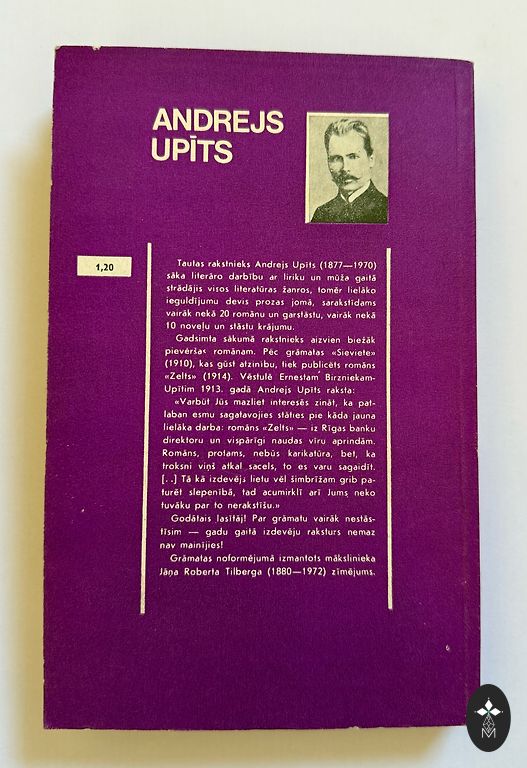 ANDREJS
UPĪTS
1,20
Tautas rakstnieks Andrejs Upīts (1877—1970)
sāka literāro darbību ar liriku un mūža gaitā
strādājis visos literatūras žanros, tomēr lielāko
ieguldījumu devis prozas jomā, sarakstīdams
vairāk nekā 20 romānu un garstāstu, vairāk nekā
10 noveļu un stāstu krājumu.
Gadsimta sākumā rakstnieks aizvien biežāk
pievēršas romānam. Pēc grāmatas «Sieviete»
(1910), kas gūst atzinību, tiek publicēts romāns
«Zelts» (1914). Vēstulē Ernestam Birzniekam-
Upītim 1913. gadā Andrejs Upīts raksta:
«Varbūt Jūs mazliet interesēs zināt, ka pat-
laban esmu sagatavojies stāties pie kāda jauna
lielāka darba: romāns «Zelts» — iz Rīgas banku
direktoru un vispārīgi naudas vīru aprindām.
Romāns, protams, nebūs karikatūra, bet, ka
troksni viņš atkal sacels, to es varu sagaidīt.
[. .] Tā kā izdevējs lietu vēl šimbrīžam grib pa-
turēt slepenībā, tad acumirklī arī Jums neko
tuvāku par to nerakstīšu.»
Godātais lasītāj! Par grāmatu vairāk nestās-
tīsim — gadu gaitā izdevēju raksturs nemaz
nav mainījies!
Grāmatas noformējumā izmantots mākslinieka
Jāņa Roberta Tilberga (1880—1972) zīmējums.
M